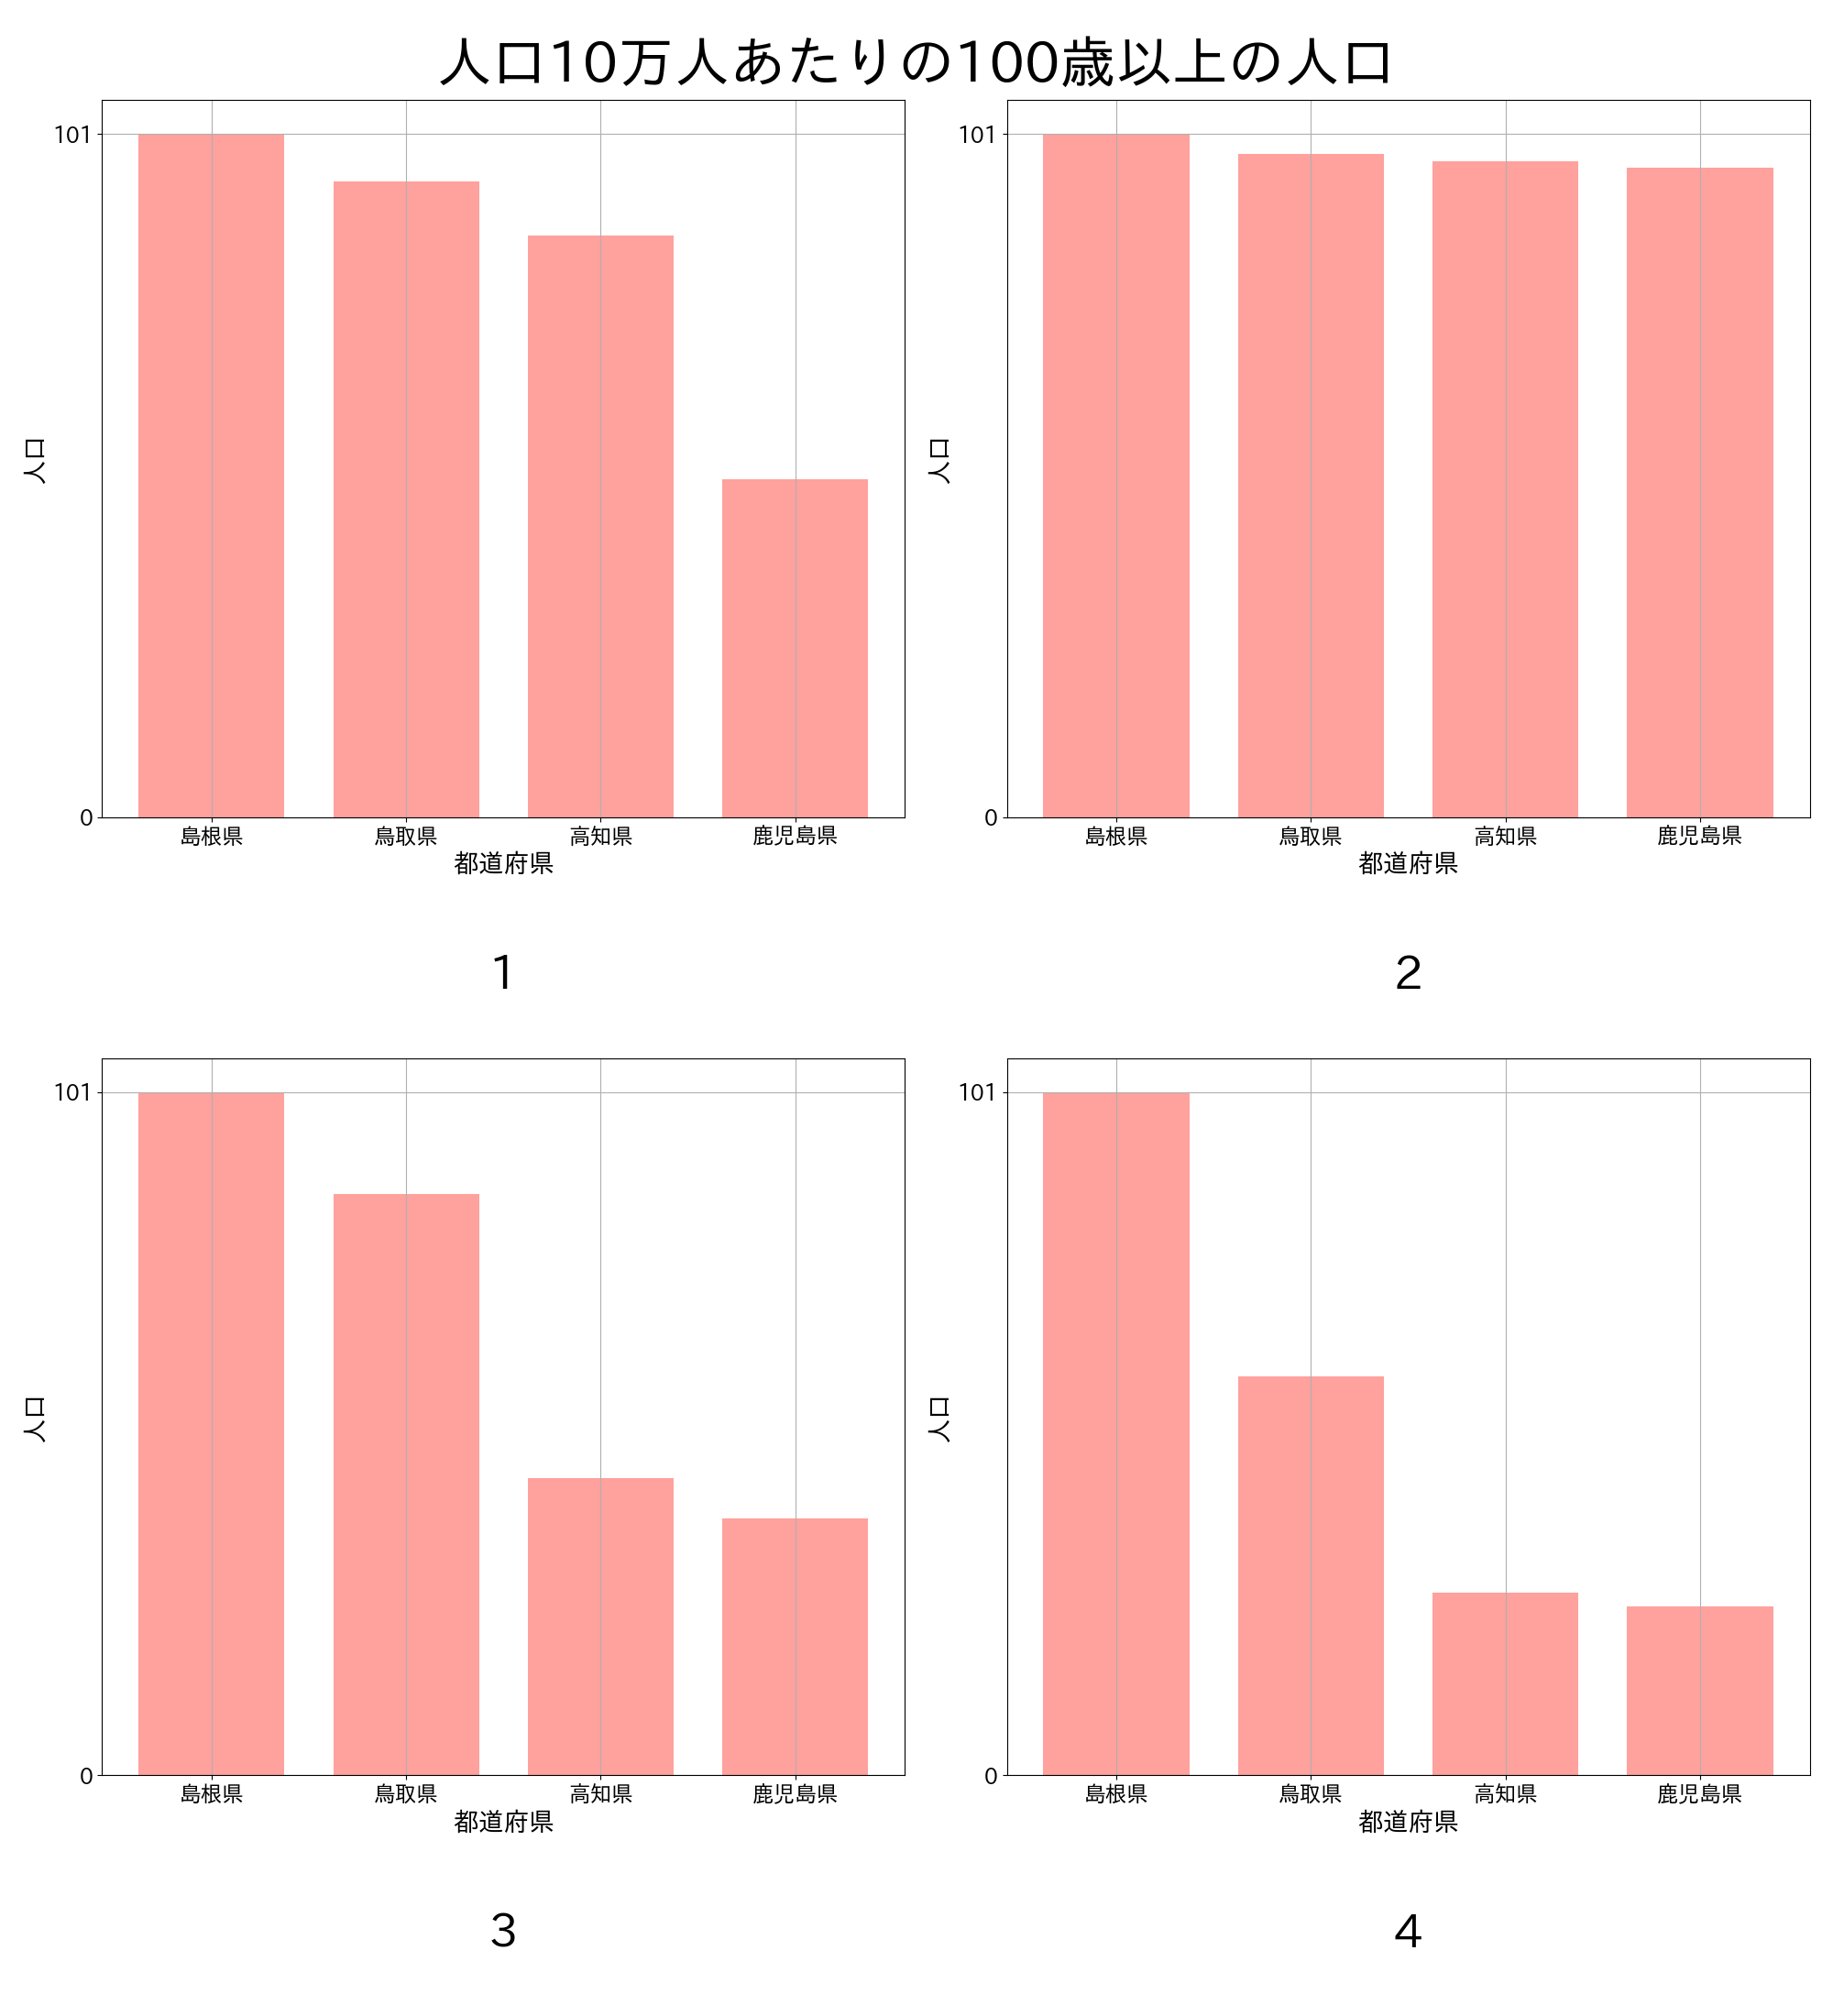 人口10万人あたりの100歳以上の人口
101
0
人口
島根県 鳥取県 高知県 鹿児島県
都道府県
1
101
0
人口
島根県 鳥取県 高知県 鹿児島県
都道府県
2
101
0
人口
島根県 鳥取県 高知県 鹿児島県
都道府県
3
101
0
人口
島根県 鳥取県 高知県 鹿児島県
都道府県
4